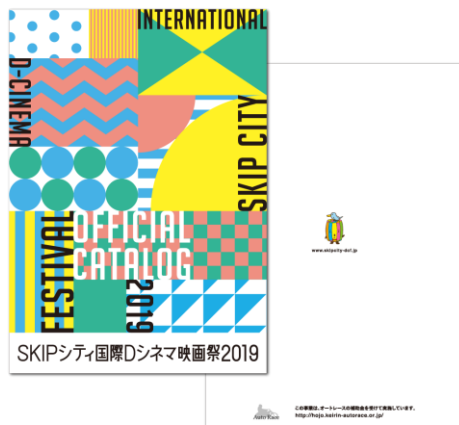 INTERNATIONAL
D-CINEMA
SKIP CITY
FESTIVAL
OFFICIAL
CATALOG
2019
SKIPシティ国際Dシネマ映画祭2019
www.skipcity-dcf.jp
この事業は、オートレースの補助金を受けて実施しています。
http://hojo.keirin-autorace.or.jp/